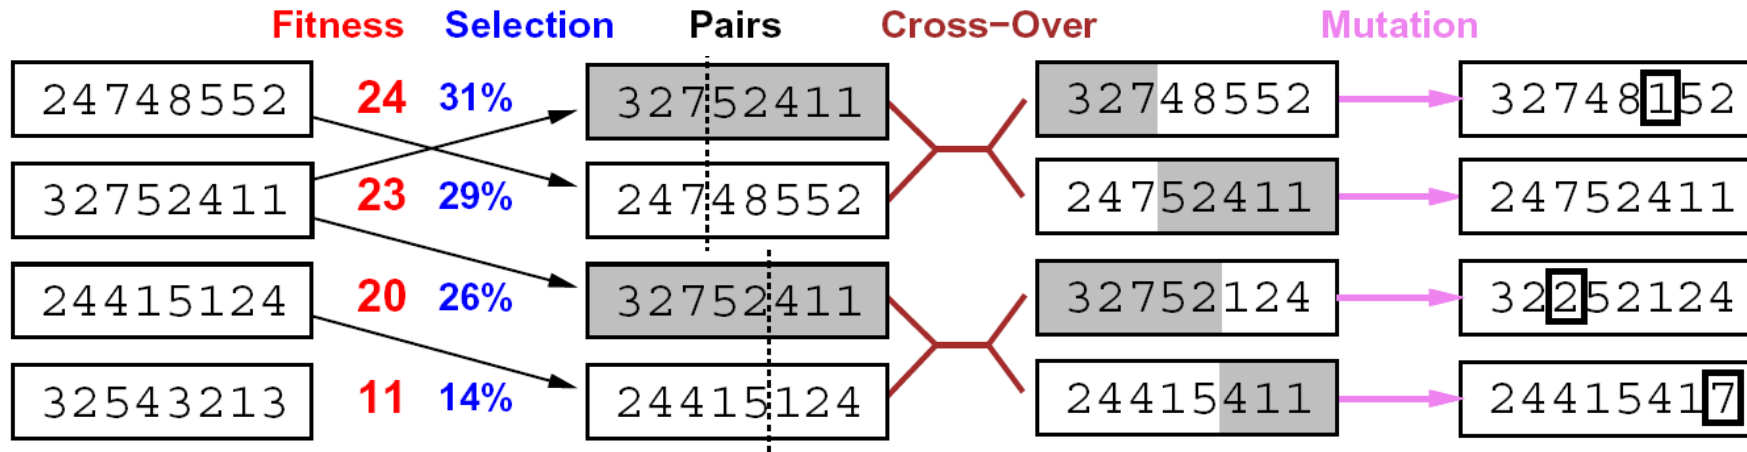 Fitness Selection Pairs Cross−Over Mutation
24748552 24 31% 32752411 32748552 32748152
32752411 23 29% 24748552 24752411 24752411
24415124 20 26% 32752411 32752124 32252124
32543213 11 14% 24415124 24415411 24415417